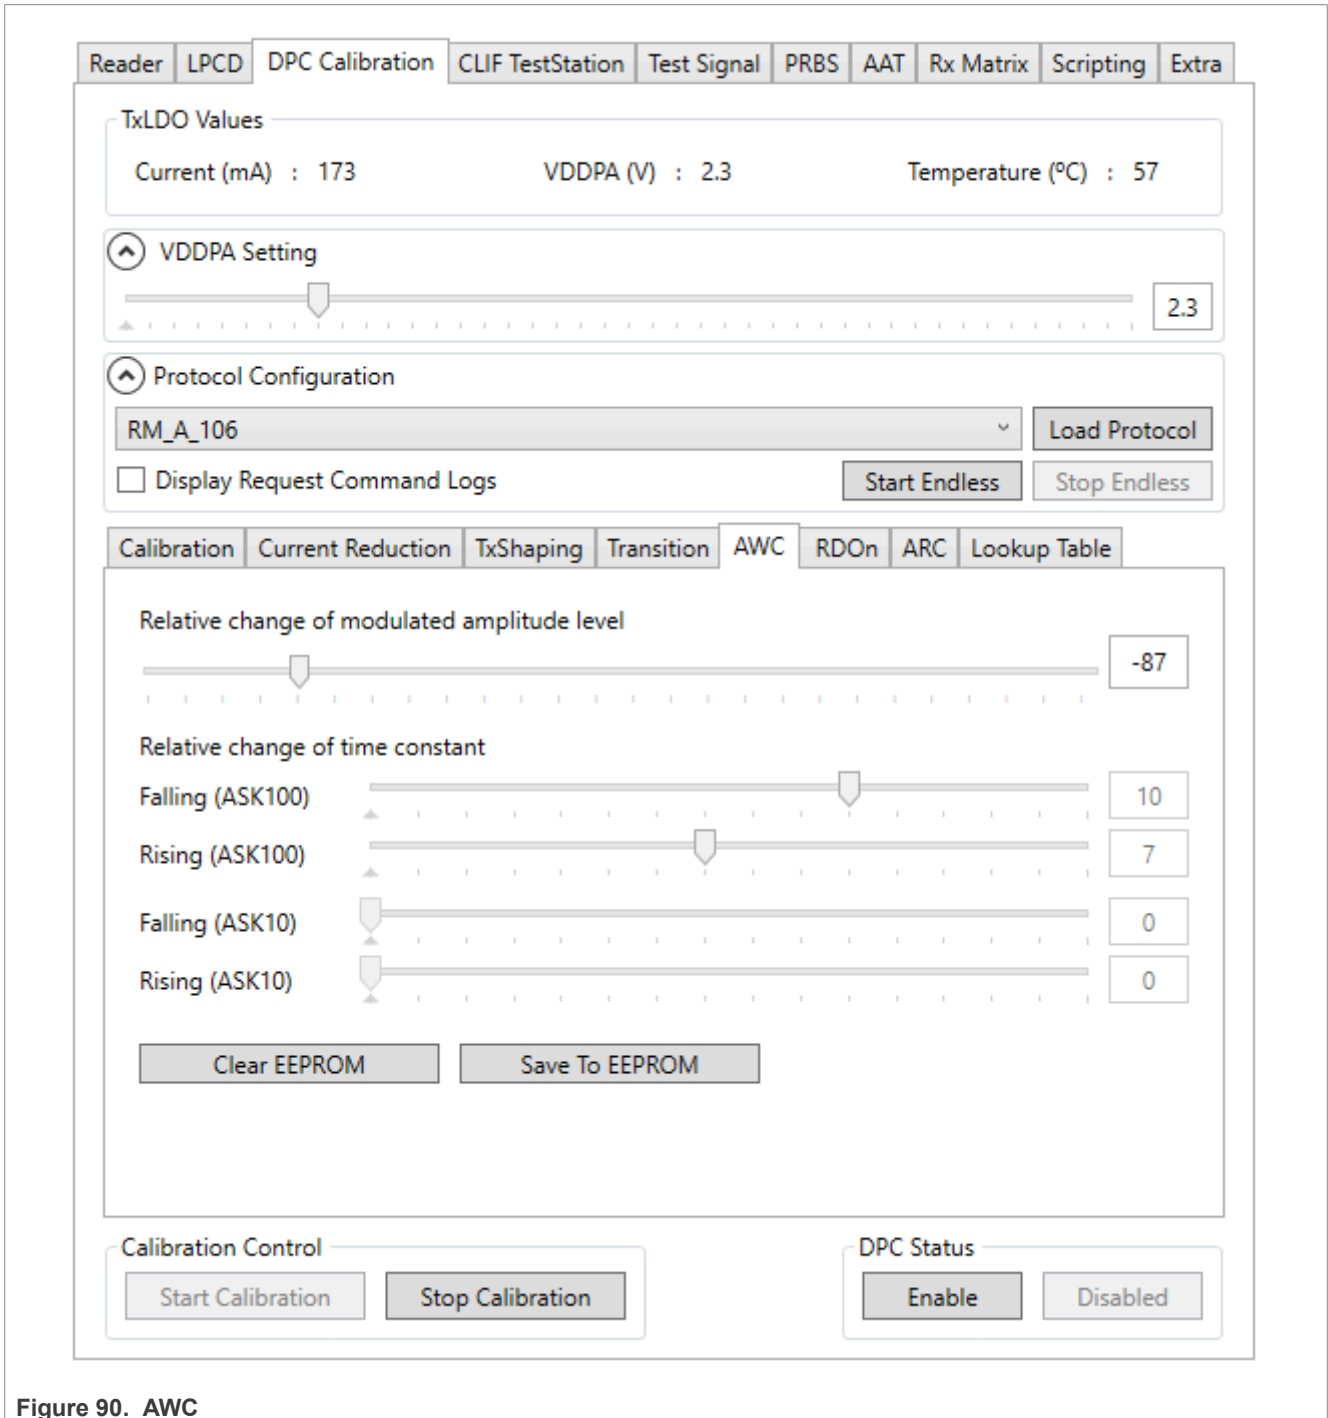 Reader LPCD DPC Calibration CLIF TestStation Test Signal PRBS AAT Rx Matrix Scripting Extra
TxLDO Values
Current (mA) : 173 VDDPA (V) : 2.3 Temperature (ºC) : 57
VDDPA Setting
2.3
Protocol Configuration
RM_A_106 Load Protocol
Display Request Command Logs Start Endless Stop Endless
Calibration Current Reduction TxShaping Transition AWC RDOn ARC Lookup Table
Relative change of modulated amplitude level
-87
Relative change of time constant
Falling (ASK100) 10
Rising (ASK100) 7
Falling (ASK10) 0
Rising (ASK10) 0
Clear EEPROM Save To EEPROM
Calibration Control DPC Status
Start Calibration Stop Calibration Enable Disabled
Figure 90. AWC